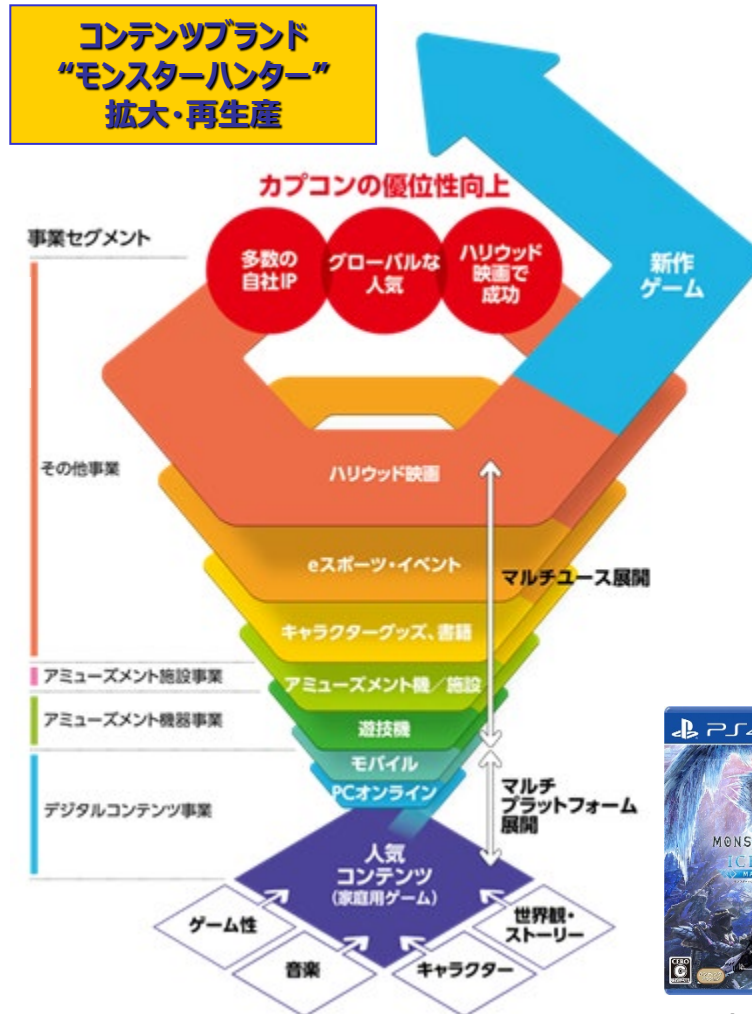 コンテンツブランド
“モンスターハンター”
拡大・再生産
カプコンの優位性向上
事業セグメント
多数の
自社IP
グローバルな
人気
ハリウッド
映画で
成功
新作
ゲーム
その他事業
ハリウッド映画
eスポーツ・イベント
マルチユース展開
キャラクターグッズ、書籍
アミューズメント施設事業
アミューズメント機／施設
アミューズメント機器事業
遊技機
モバイル
PCオンライン
デジタルコンテンツ事業
マルチ
プラットフォーム
展開
人気
コンテンツ
(家庭用ゲーム)
ゲーム性
音楽
キャラクター
世界観・
ストーリー
PS4
MONS
CERO